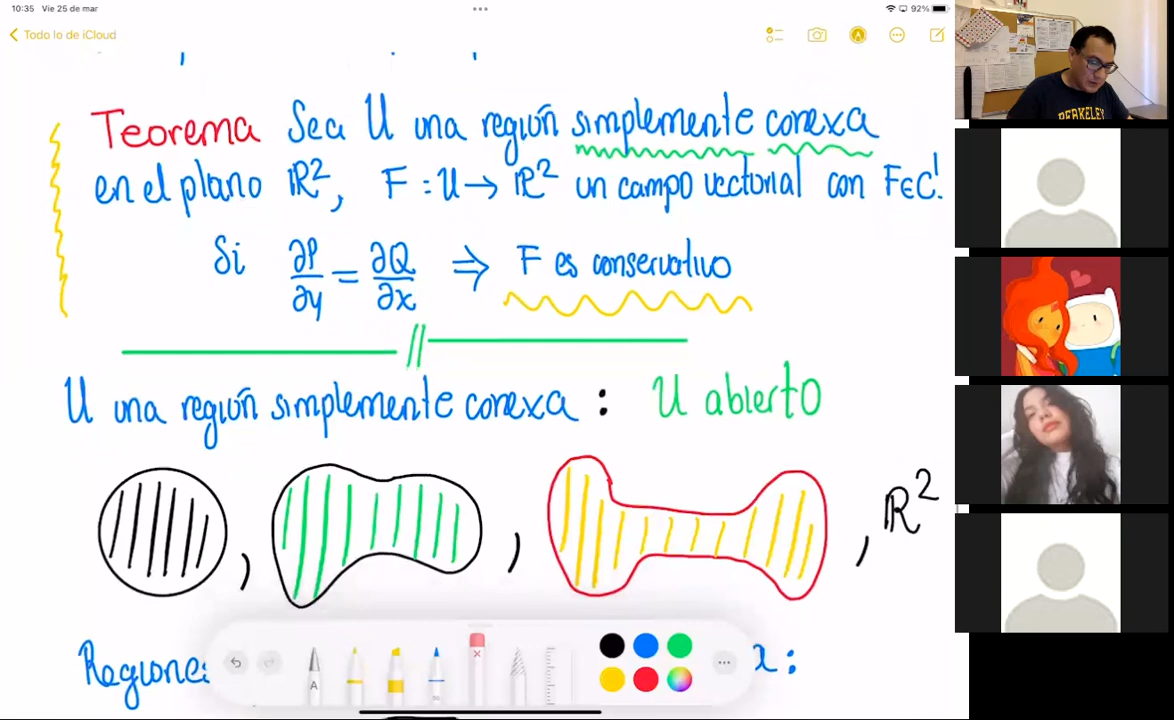 10:35 Vie 25 de mar
92%
Todo lo de iCloud
Teorema Sea U una región simplemente conexa
en el plano ℝ², F : U → ℝ² un campo vectorial con F∈C¹.
Si ∂P/∂y = ∂Q/∂x ⇒ F es conservativo
U una región simplemente conexa : U abierto
, , , ℝ²
A
BERKELEY